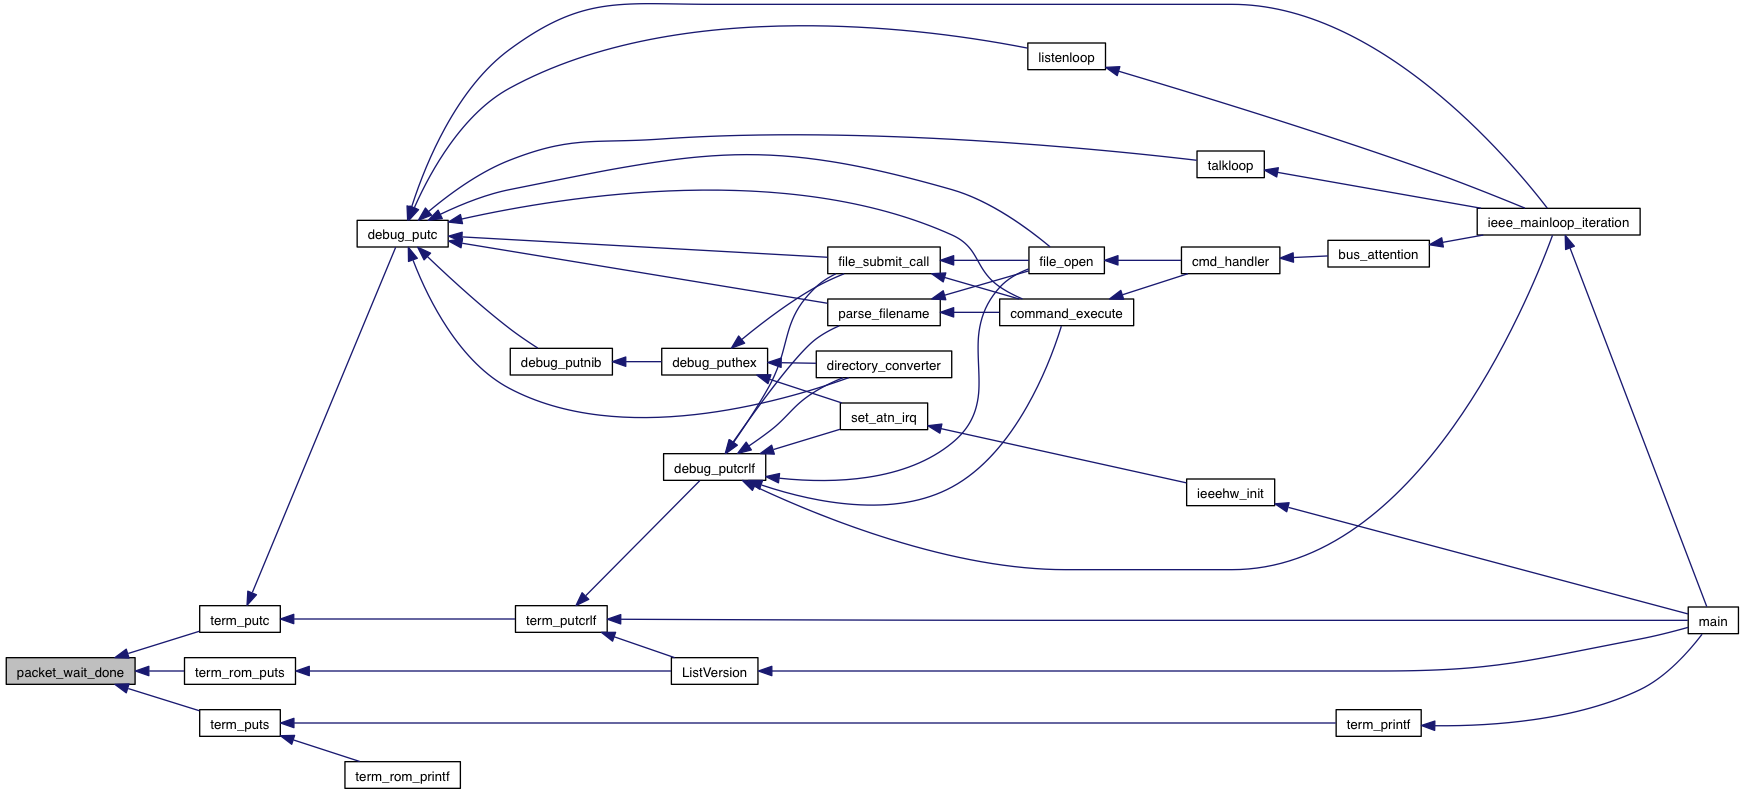 listenloop
talkloop
ieee_mainloop_iteration
debug_putc
bus_attention
file_submit_call
file_open
cmd_handler
parse_filename
command_execute
debug_putnib
debug_puthex
directory_converter
set_atn_irq
debug_putcrlf
ieeehw_init
term_putc
term_putcrlf
main
packet_wait_done
term_rom_puts
ListVersion
term_puts
term_printf
term_rom_printf